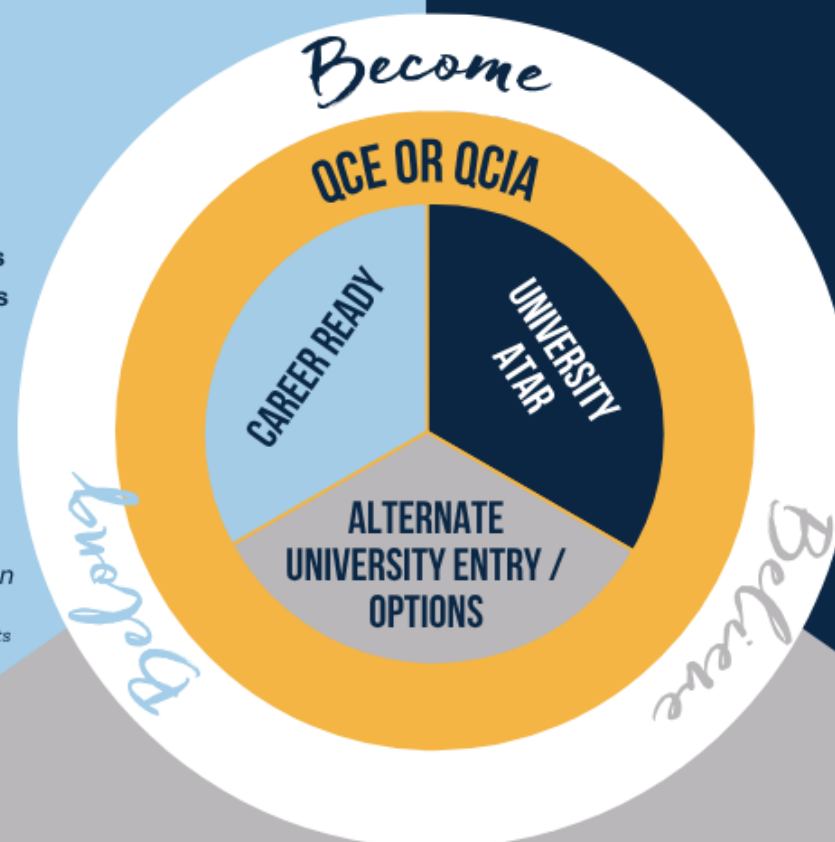 Become
QCE OR QCIA
CAREER READY
UNIVERSITY
ATAR
ALTERNATE
UNIVERSITY ENTRY /
OPTIONS
Belong
Believe